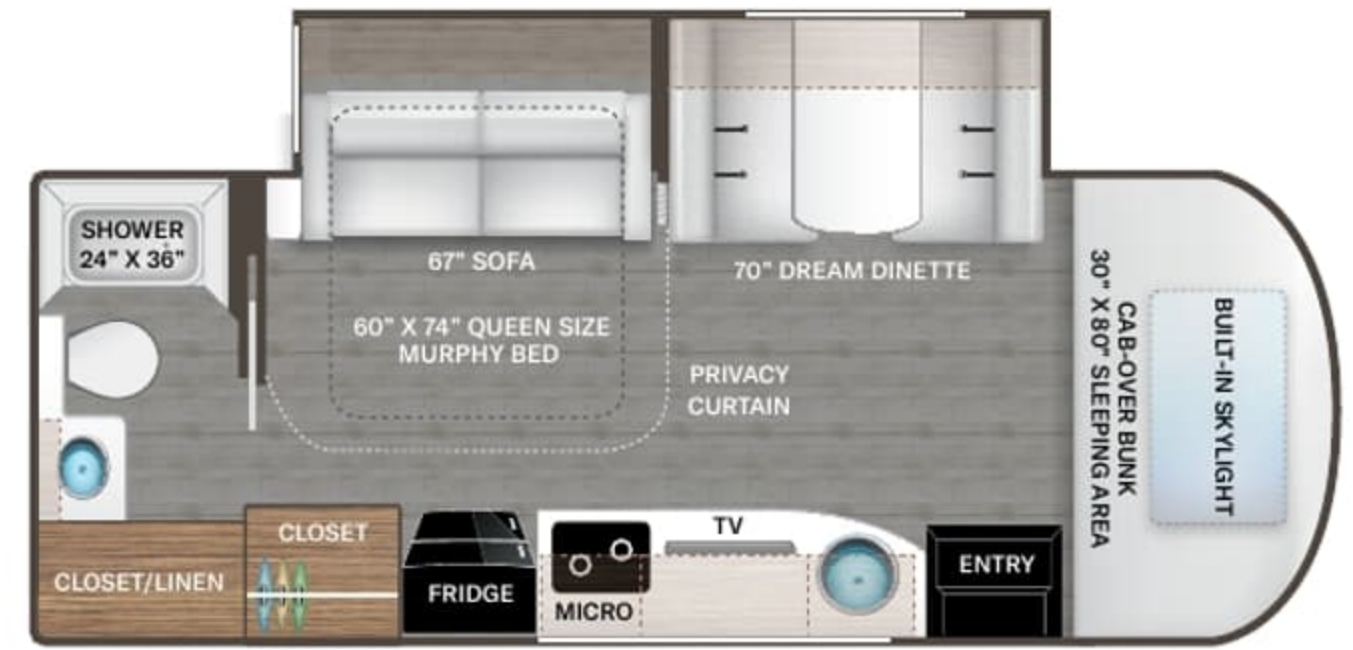 SHOWER
24" X 36"
67" SOFA
60" X 74" QUEEN SIZE
MURPHY BED
70" DREAM DINETTE
PRIVACY
CURTAIN
CAB-OVER BUNK
30" X 80" SLEEPING AREA
BUILT-IN SKYLIGHT
CLOSET/LINEN
CLOSET
FRIDGE
MICRO
TV
ENTRY